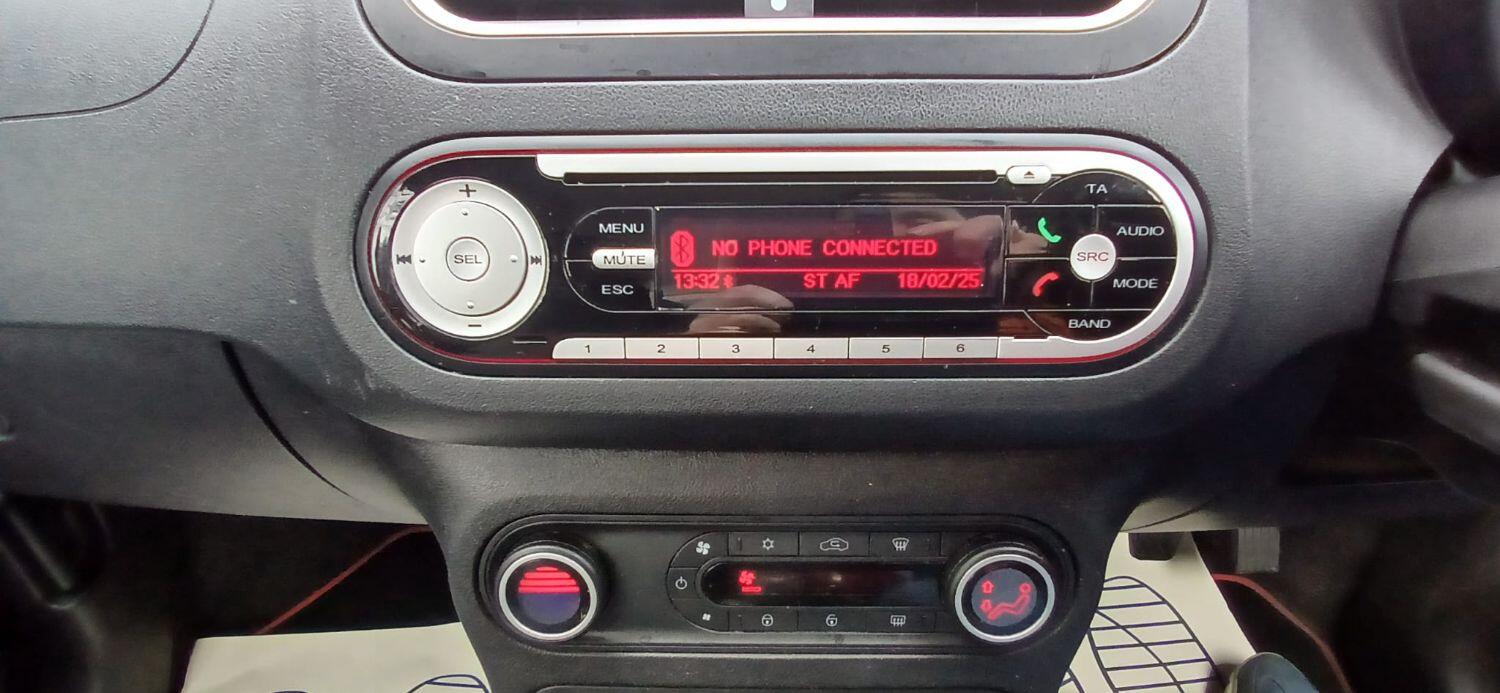 TA
MENU
AUDIO
NO PHONE CONNECTED
SEL
MUTE
SRC
13:32 ST AF 18/02/25
MODE
ESC
BAND
1 2 3 4 5 6